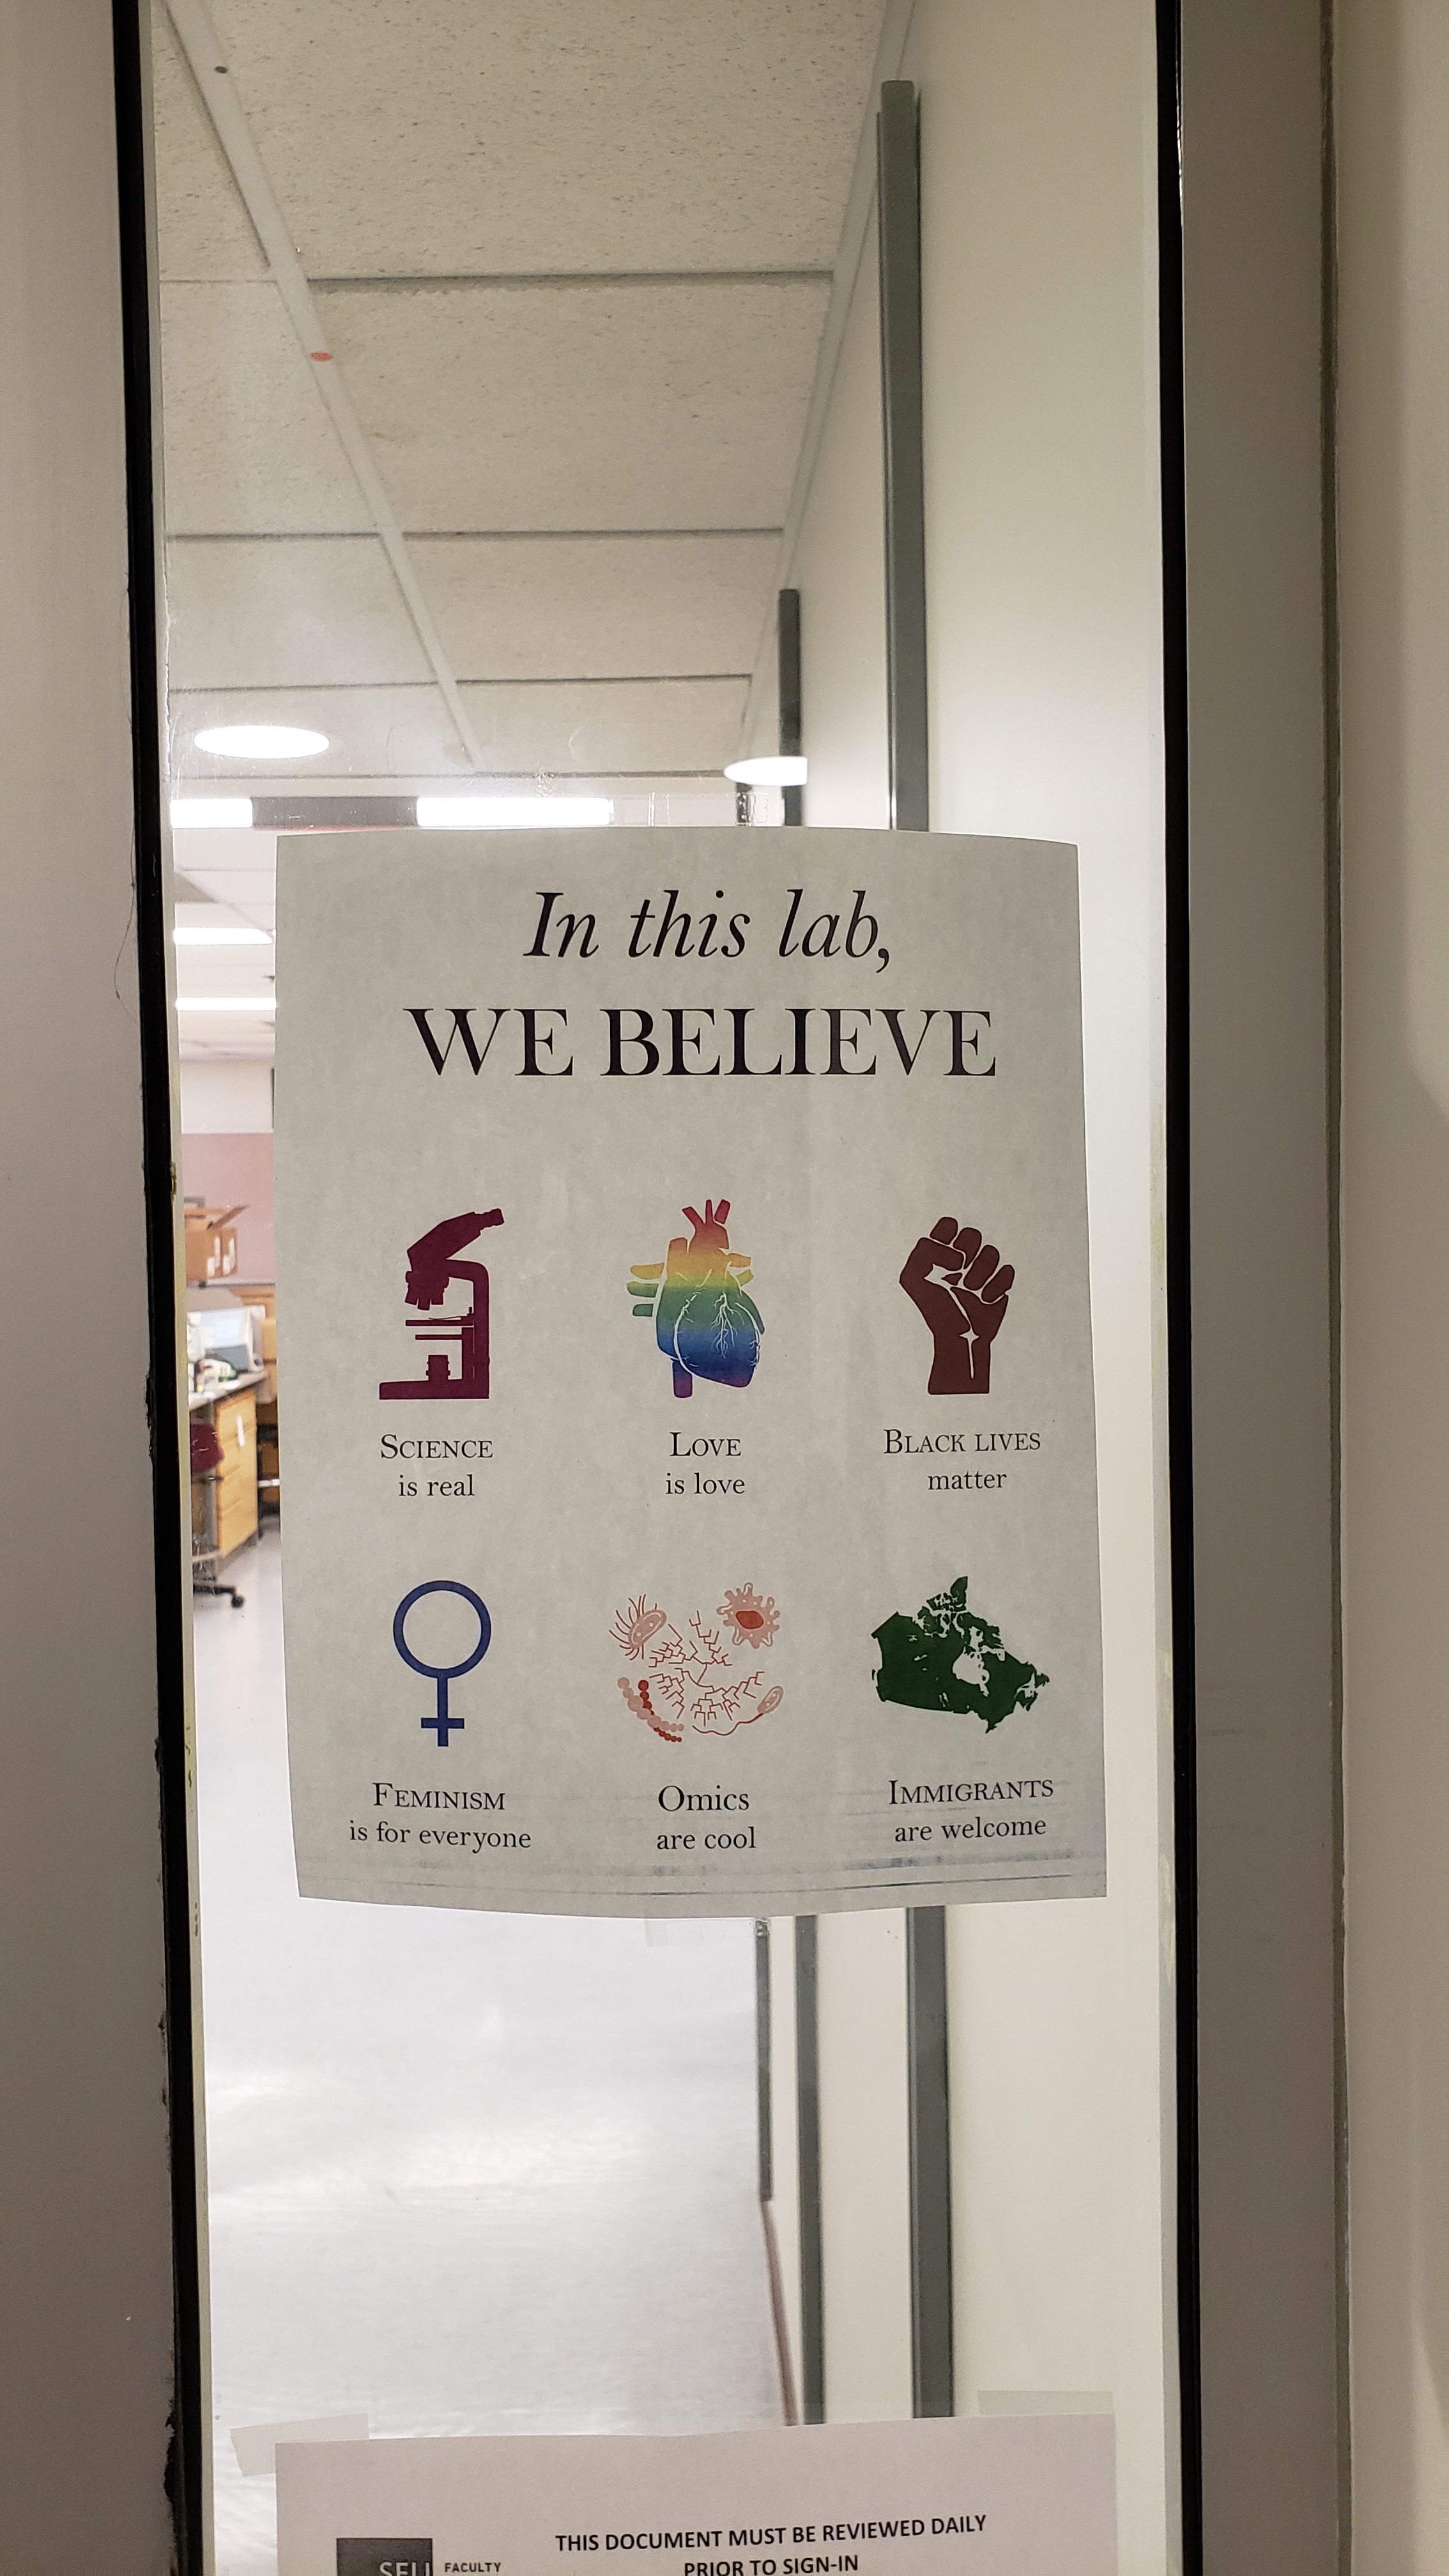 In this lab,
WE BELIEVE
SCIENCE
is real
LOVE
is love
BLACK LIVES
matter
FEMINISM
is for everyone
Omics
are cool
IMMIGRANTS
are welcome
THIS DOCUMENT MUST BE REVIEWED DAILY
PRIOR TO SIGN-IN
SFU FACULTY